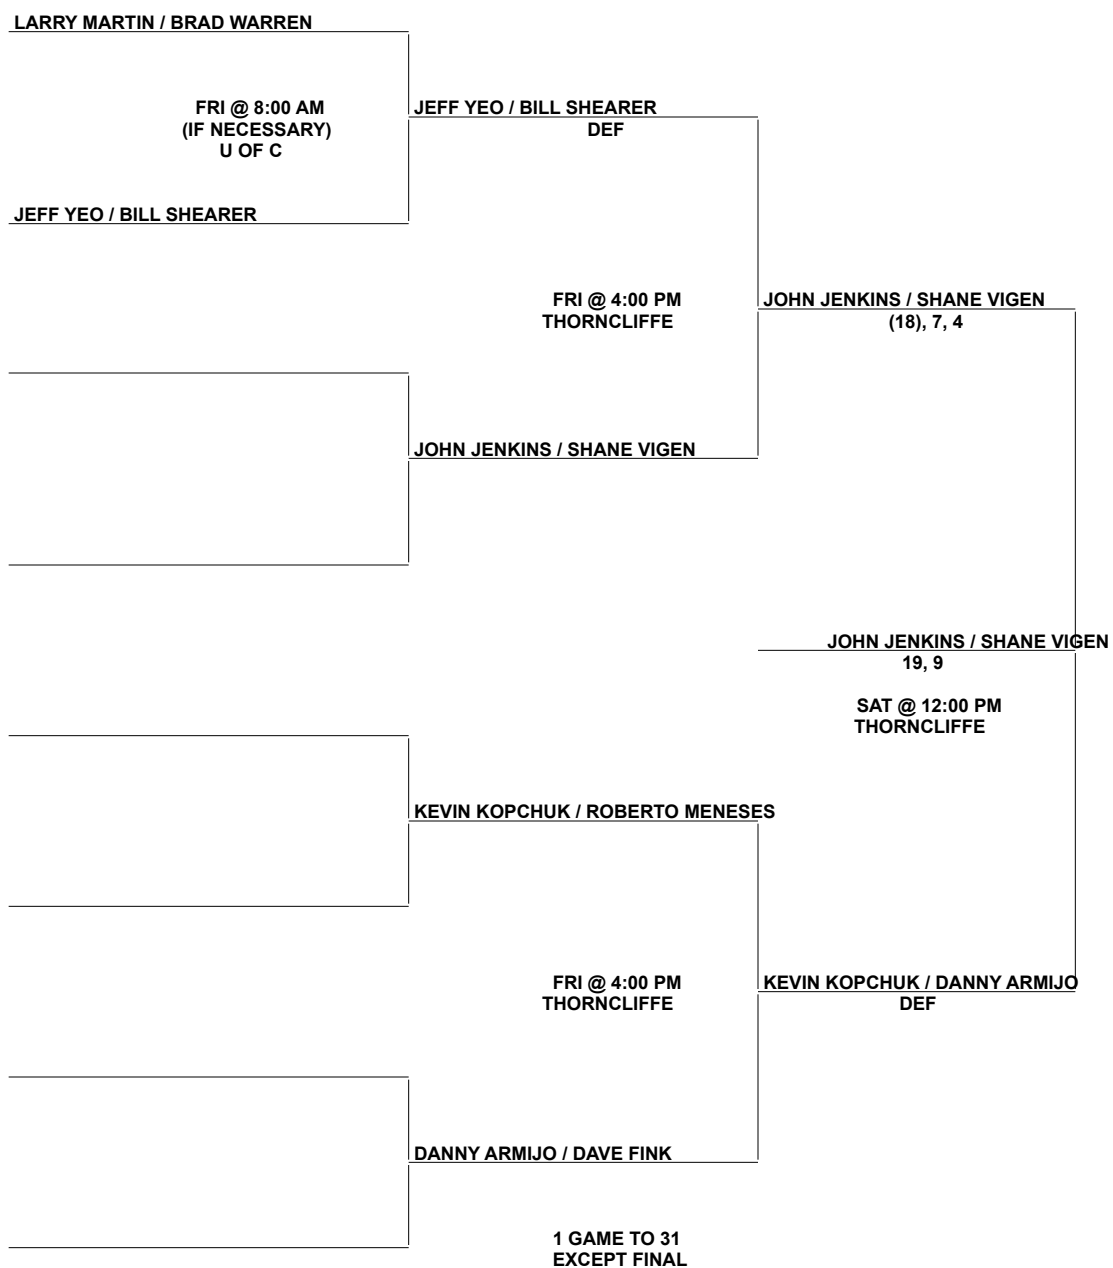 LARRY MARTIN / BRAD WARREN
FRI @ 8:00 AM
(IF NECESSARY)
U OF C
JEFF YEO / BILL SHEARER
DEF
JEFF YEO / BILL SHEARER
FRI @ 4:00 PM
THORNCLIFFE
JOHN JENKINS / SHANE VIGEN
(18), 7, 4
JOHN JENKINS / SHANE VIGEN
JOHN JENKINS / SHANE VIGEN
19, 9
SAT @ 12:00 PM
THORNCLIFFE
KEVIN KOPCHUK / ROBERTO MENESES
FRI @ 4:00 PM
THORNCLIFFE
KEVIN KOPCHUK / DANNY ARMIJO
DEF
DANNY ARMIJO / DAVE FINK
1 GAME TO 31
EXCEPT FINAL